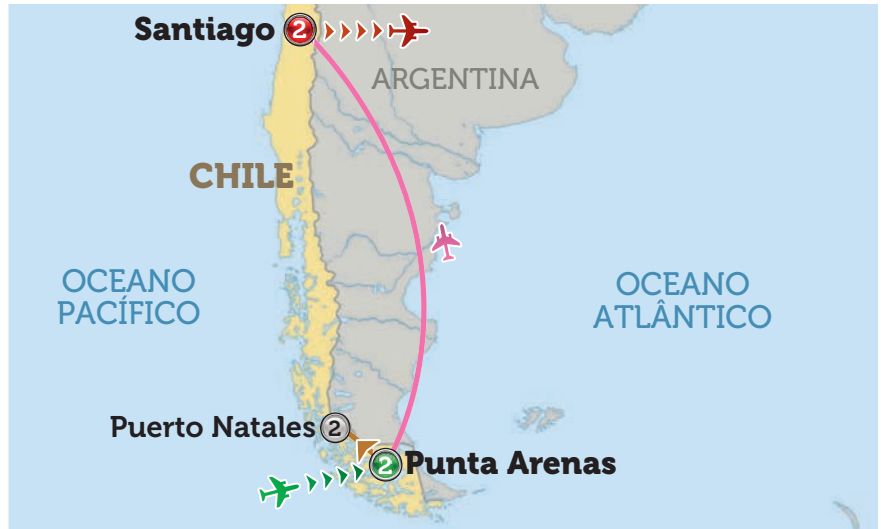 Santiago 2
ARGENTINA
CHILE
OCEANO
PACÍFICO
OCEANO
ATLÂNTICO
Puerto Natales 2
2 Punta Arenas